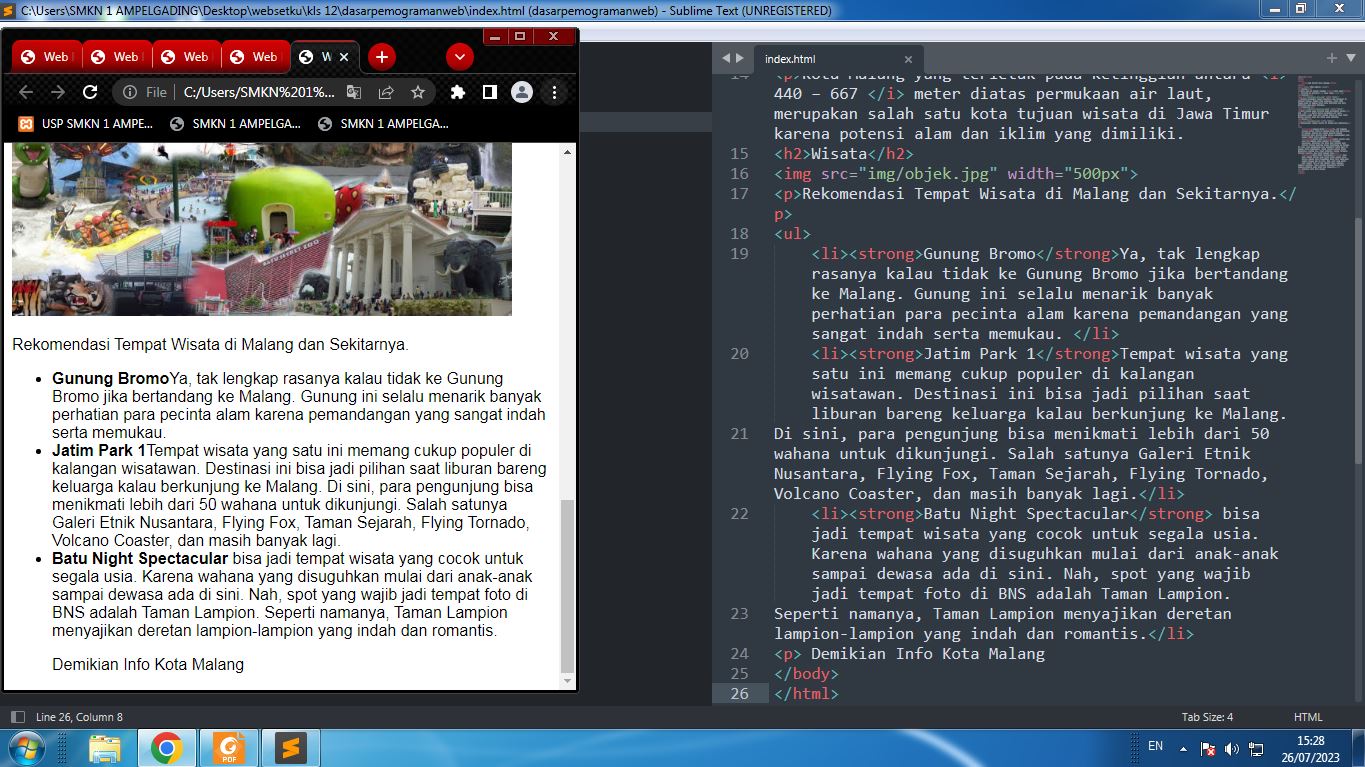 C:\Users\SMKN 1 AMPELGADING\Desktop\websetku\kls 12\dasarpemogramanweb\index.html (dasarpemogramanweb) - Sublime Text (UNREGISTERED)
Web
Web
Web
Web
W
File
C:/Users/SMKN%201%...
USP SMKN 1 AMPE...
SMKN 1 AMPELGA...
SMKN 1 AMPELGA...
BNS
Rekomendasi Tempat Wisata di Malang dan Sekitarnya.
Gunung BromoYa, tak lengkap rasanya kalau tidak ke Gunung
Bromo jika bertandang ke Malang. Gunung ini selalu menarik banyak
perhatian para pecinta alam karena pemandangan yang sangat indah
serta memukau.
Jatim Park 1Tempat wisata yang satu ini memang cukup populer di
kalangan wisatawan. Destinasi ini bisa jadi pilihan saat liburan bareng
keluarga kalau berkunjung ke Malang. Di sini, para pengunjung bisa
menikmati lebih dari 50 wahana untuk dikunjungi. Salah satunya
Galeri Etnik Nusantara, Flying Fox, Taman Sejarah, Flying Tornado,
Volcano Coaster, dan masih banyak lagi.
Batu Night Spectacular bisa jadi tempat wisata yang cocok untuk
segala usia. Karena wahana yang disuguhkan mulai dari anak-anak
sampai dewasa ada di sini. Nah, spot yang wajib jadi tempat foto di
BNS adalah Taman Lampion. Seperti namanya, Taman Lampion
menyajikan deretan lampion-lampion yang indah dan romantis.
Demikian Info Kota Malang
index.html
14 <p>Kota Malang yang terletak pada ketinggian antara <i>
440 – 667 </i> meter diatas permukaan air laut,
merupakan salah satu kota tujuan wisata di Jawa Timur
karena potensi alam dan iklim yang dimiliki.
15 <h2>Wisata</h2>
16 <img src="img/objek.jpg" width="500px">
17 <p>Rekomendasi Tempat Wisata di Malang dan Sekitarnya.</
p>
18 <ul>
19 <li><strong>Gunung Bromo</strong>Ya, tak lengkap
rasanya kalau tidak ke Gunung Bromo jika bertandang
ke Malang. Gunung ini selalu menarik banyak
perhatian para pecinta alam karena pemandangan yang
sangat indah serta memukau. </li>
20 <li><strong>Jatim Park 1</strong>Tempat wisata yang
satu ini memang cukup populer di kalangan
wisatawan. Destinasi ini bisa jadi pilihan saat
liburan bareng keluarga kalau berkunjung ke Malang.
21 Di sini, para pengunjung bisa menikmati lebih dari 50
wahana untuk dikunjungi. Salah satunya Galeri Etnik
Nusantara, Flying Fox, Taman Sejarah, Flying Tornado,
Volcano Coaster, dan masih banyak lagi.</li>
22 <li><strong>Batu Night Spectacular</strong> bisa
jadi tempat wisata yang cocok untuk segala usia.
Karena wahana yang disuguhkan mulai dari anak-anak
sampai dewasa ada di sini. Nah, spot yang wajib
jadi tempat foto di BNS adalah Taman Lampion.
23 Seperti namanya, Taman Lampion menyajikan deretan
lampion-lampion yang indah dan romantis.</li>
24 <p> Demikian Info Kota Malang
25 </body>
26 </html>
Line 26, Column 8
Tab Size: 4
HTML
PDF
EN
15:28
26/07/2023